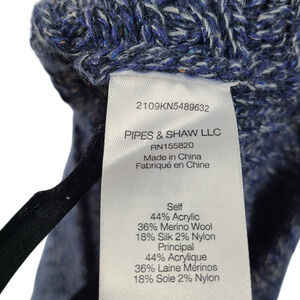 2109KN5489632
PIPES & SHAW LLC
RN155820
Made in China
Fabriqué en Chine
Self
44% Acrylic
36% Merino Wool
18% Silk 2% Nylon
Principal
44% Acrylique
36% Laine Mérinos
18% Soie 2% Nylon